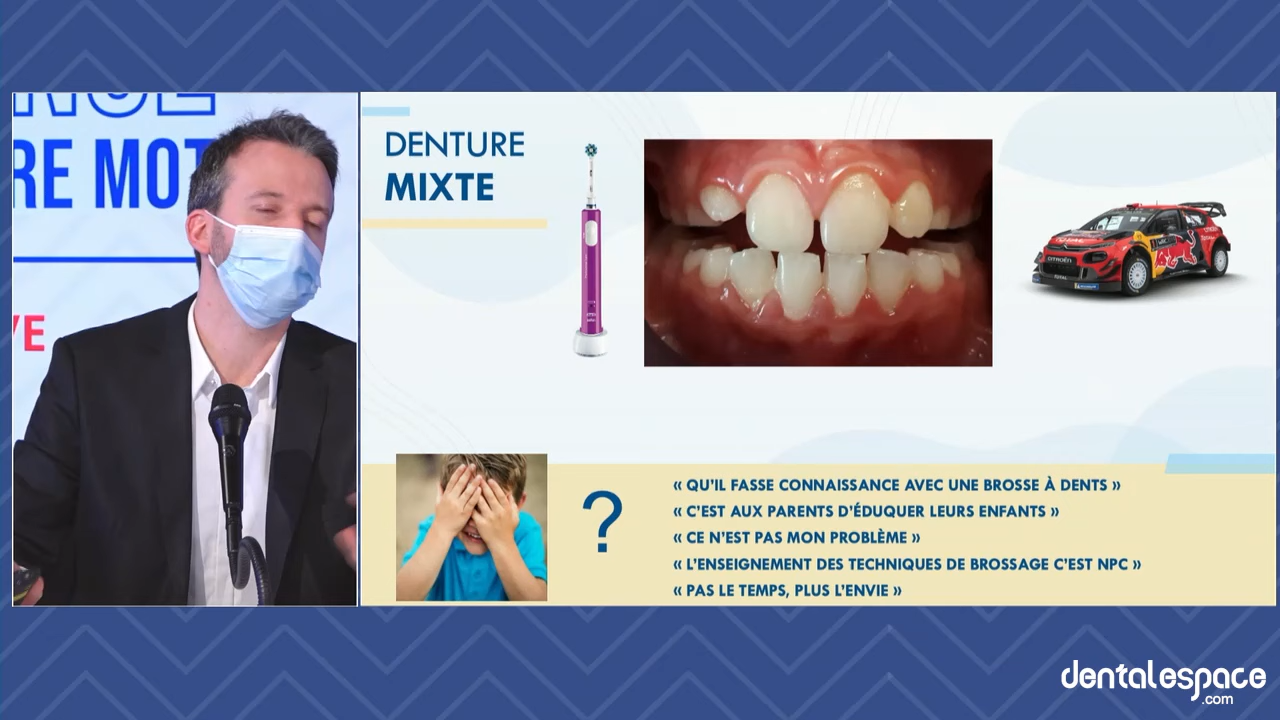 RE MOT
DENTURE
MIXTE
CITROËN
?
« QU'IL FASSE CONNAISSANCE AVEC UNE BROSSE À DENTS »
« C'EST AUX PARENTS D'ÉDUQUER LEURS ENFANTS »
« CE N'EST PAS MON PROBLÈME »
« L'ENSEIGNEMENT DES TECHNIQUES DE BROSSAGE C'EST NPC »
« PAS LE TEMPS, PLUS L'ENVIE »
dentalespace
.com